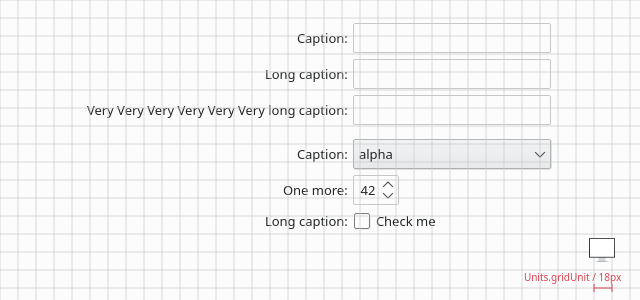 Caption:
Long caption:
Very Very Very Very Very Very long caption:
Caption: alpha
One more: 42
Long caption: Check me
Units.gridUnit / 18px